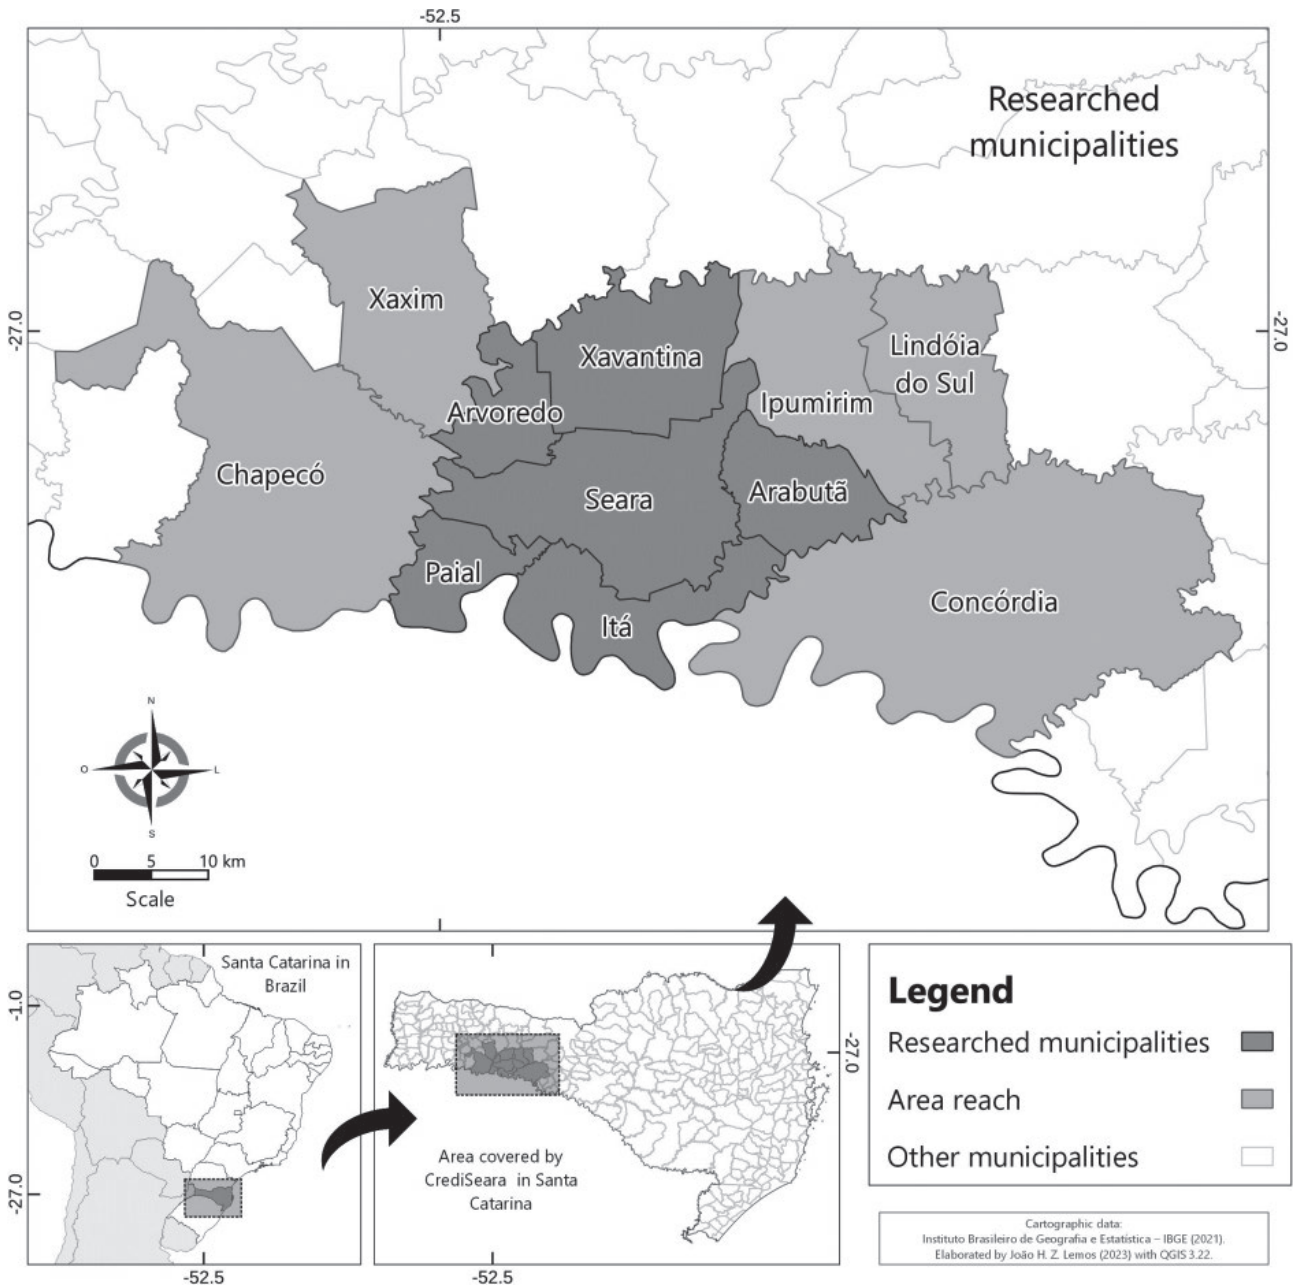 -52.5
Researched
municipalities
-27.0
-27.0
Xaxim
Xavantina
Lindóia
do Sul
Arvoredo
Ipumirim
Chapecó
Seara
Arabutã
Paial
Concórdia
Itá
N
O
L
S
0 5 10 km
Scale
Santa Catarina in
Brazil
-1.0
-27.0
-52.5
-27.0
Area covered by
CrediSeara in Santa
Catarina
-52.5
Legend
Researched municipalities
Area reach
Other municipalities
Cartographic data:
Instituto Brasileiro de Geografia e Estatística – IBGE (2021).
Elaborated by João H. Z. Lemos (2023) with QGIS 3.22.